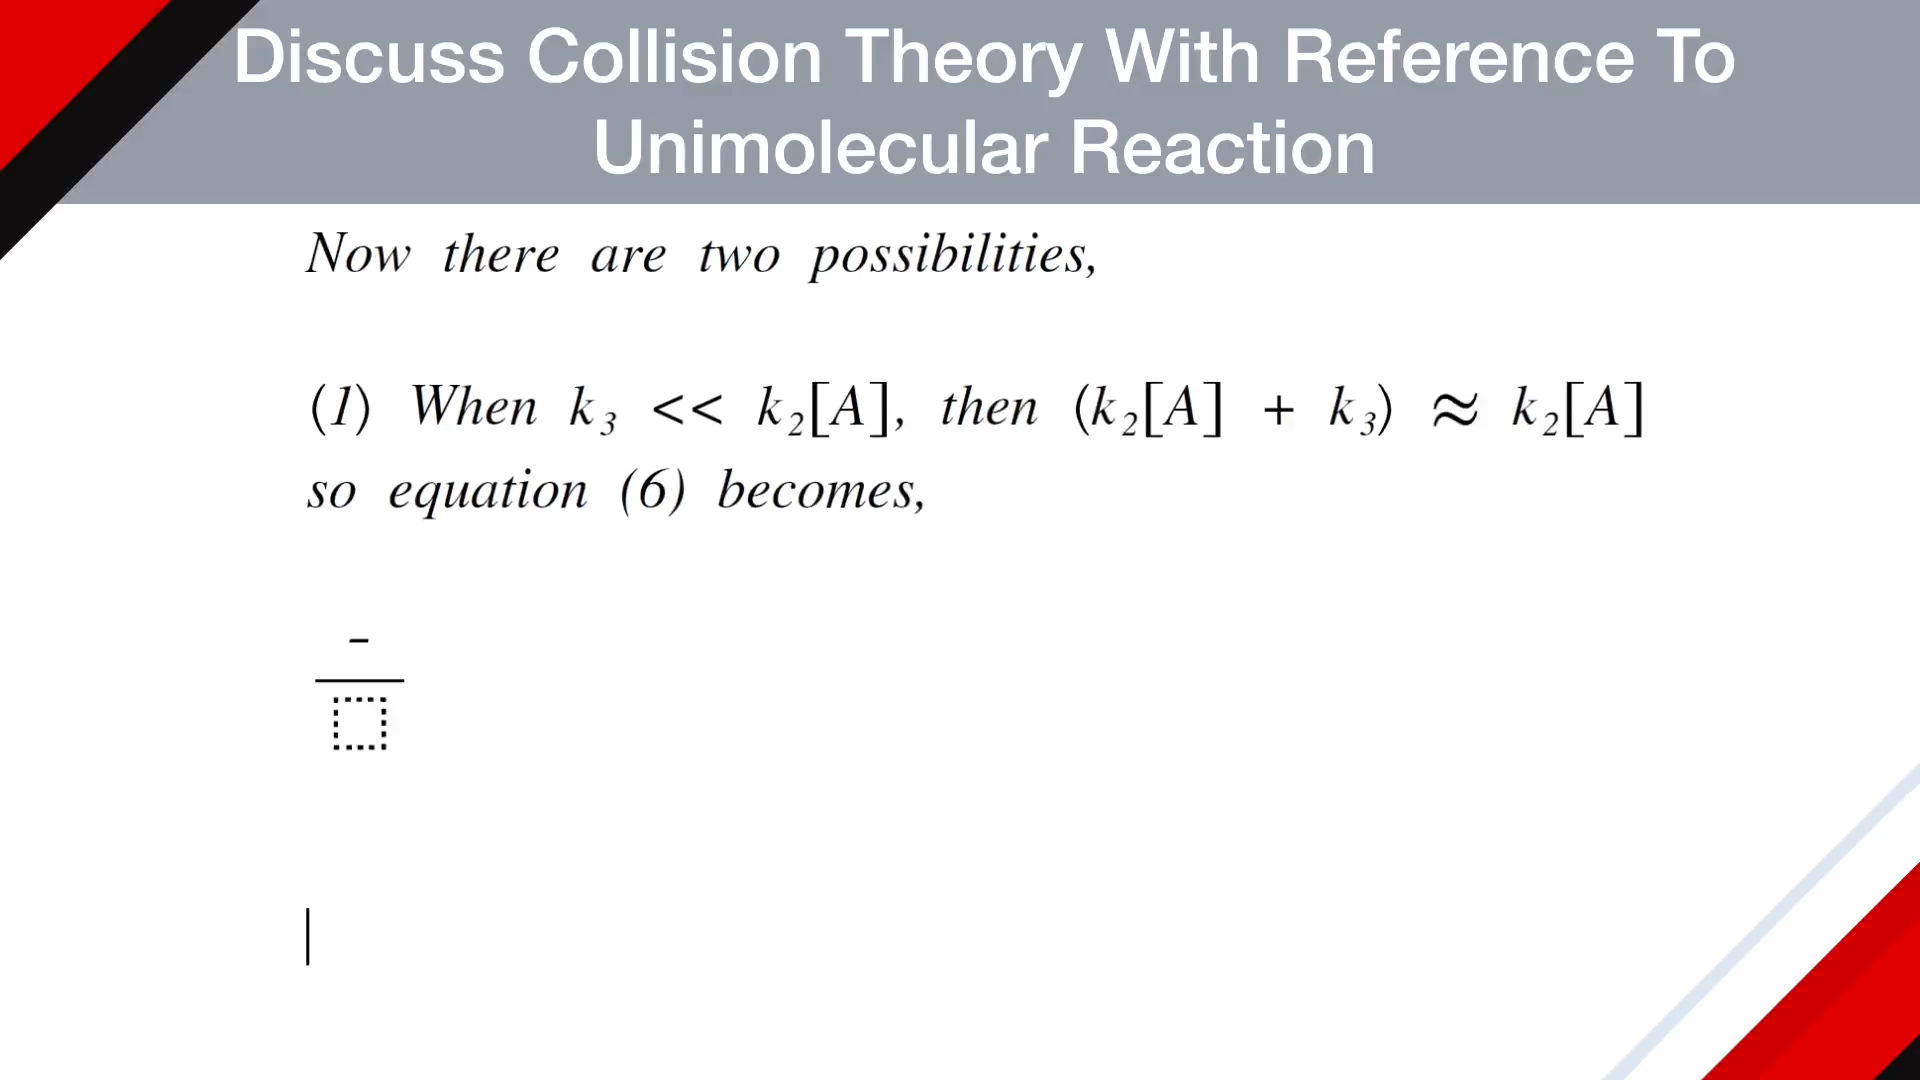 Discuss Collision Theory With Reference To
Unimolecular Reaction
Now there are two possibilities,
(1) When k₃ << k₂[A], then (k₂[A] + k₃) ≈ k₂[A]
so equation (6) becomes,
-